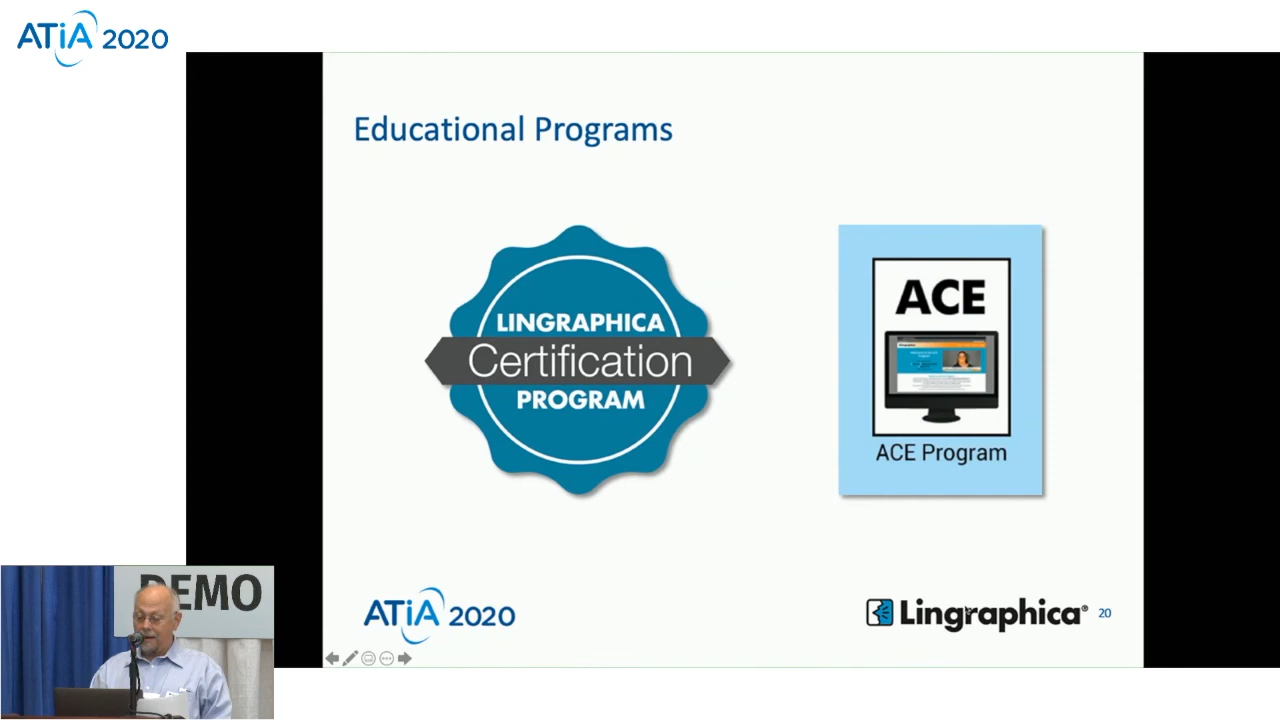 ATiA 2020
Educational Programs
LINGRAPHICA
Certification
PROGRAM
ACE
ACE Program
ATiA 2020
Lingraphica® 20
DEMO